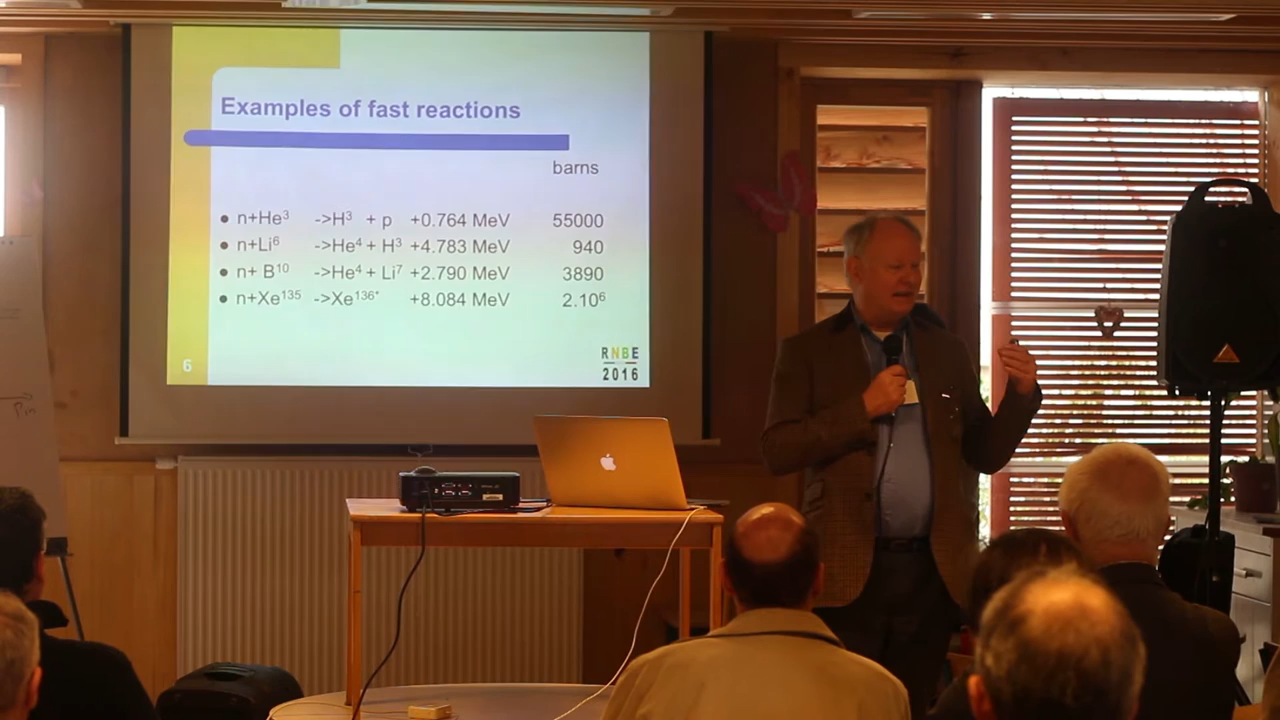 Examples of fast reactions
barns
• n+He³ ->H³ + p +0.764 MeV 55000
• n+Li⁶ ->He⁴ + H³ +4.783 MeV 940
• n+ B¹⁰ ->He⁴ + Li⁷ +2.790 MeV 3890
• n+Xe¹³⁵ ->Xe¹³⁶* +8.084 MeV 2.10⁶
6
RNBE
2016